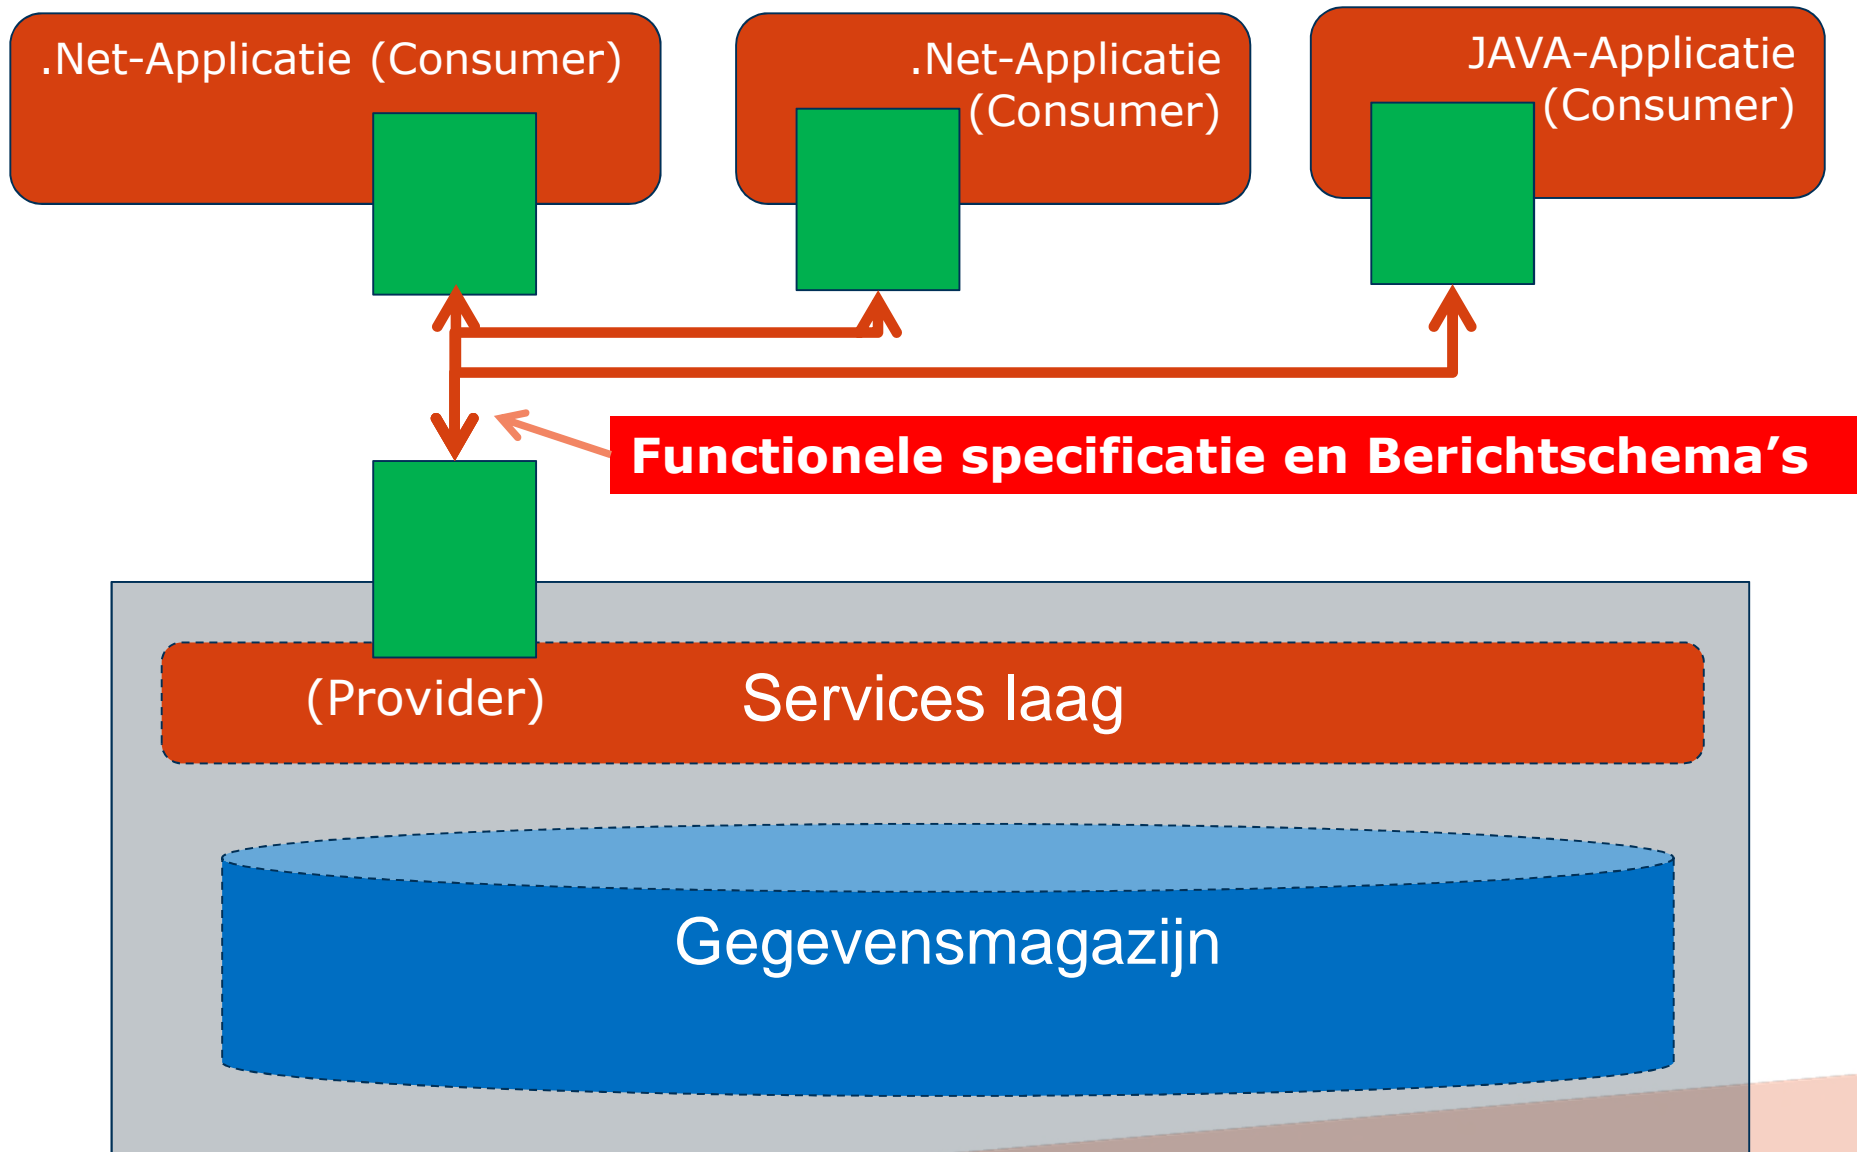 .Net-Applicatie (Consumer)
.Net-Applicatie
(Consumer)
JAVA-Applicatie
(Consumer)
Functionele specificatie en Berichtschema’s
(Provider)
Services laag
Gegevensmagazijn